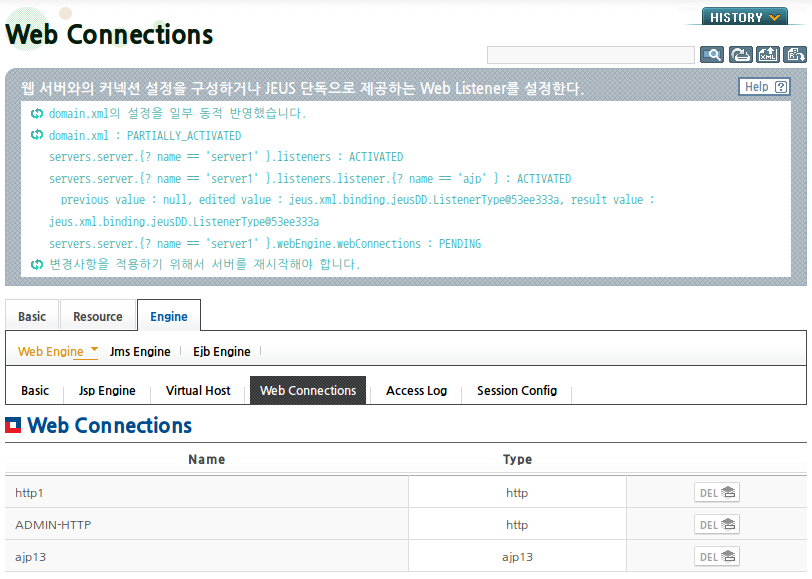 HISTORY
Web Connections
XML
웹 서버와의 커넥션 설정을 구성하거나 JEUS 단독으로 제공하는 Web Listener를 설정한다.
Help ?
domain.xml의 설정을 일부 동적 반영했습니다.
domain.xml : PARTIALLY_ACTIVATED
servers.server.{? name == 'server1' }.listeners : ACTIVATED
servers.server.{? name == 'server1' }.listeners.listener.{? name == 'ajp' } : ACTIVATED
previous value : null, edited value : jeus.xml.binding.jeusDD.ListenerType@53ee333a, result value :
jeus.xml.binding.jeusDD.ListenerType@53ee333a
servers.server.{? name == 'server1' }.webEngine.webConnections : PENDING
변경사항을 적용하기 위해서 서버를 재시작해야 합니다.
Basic Resource Engine
Web Engine Jms Engine Ejb Engine
Basic Jsp Engine Virtual Host Web Connections Access Log Session Config
Web Connections
Name Type
http1 http DEL
ADMIN-HTTP http DEL
ajp13 ajp13 DEL